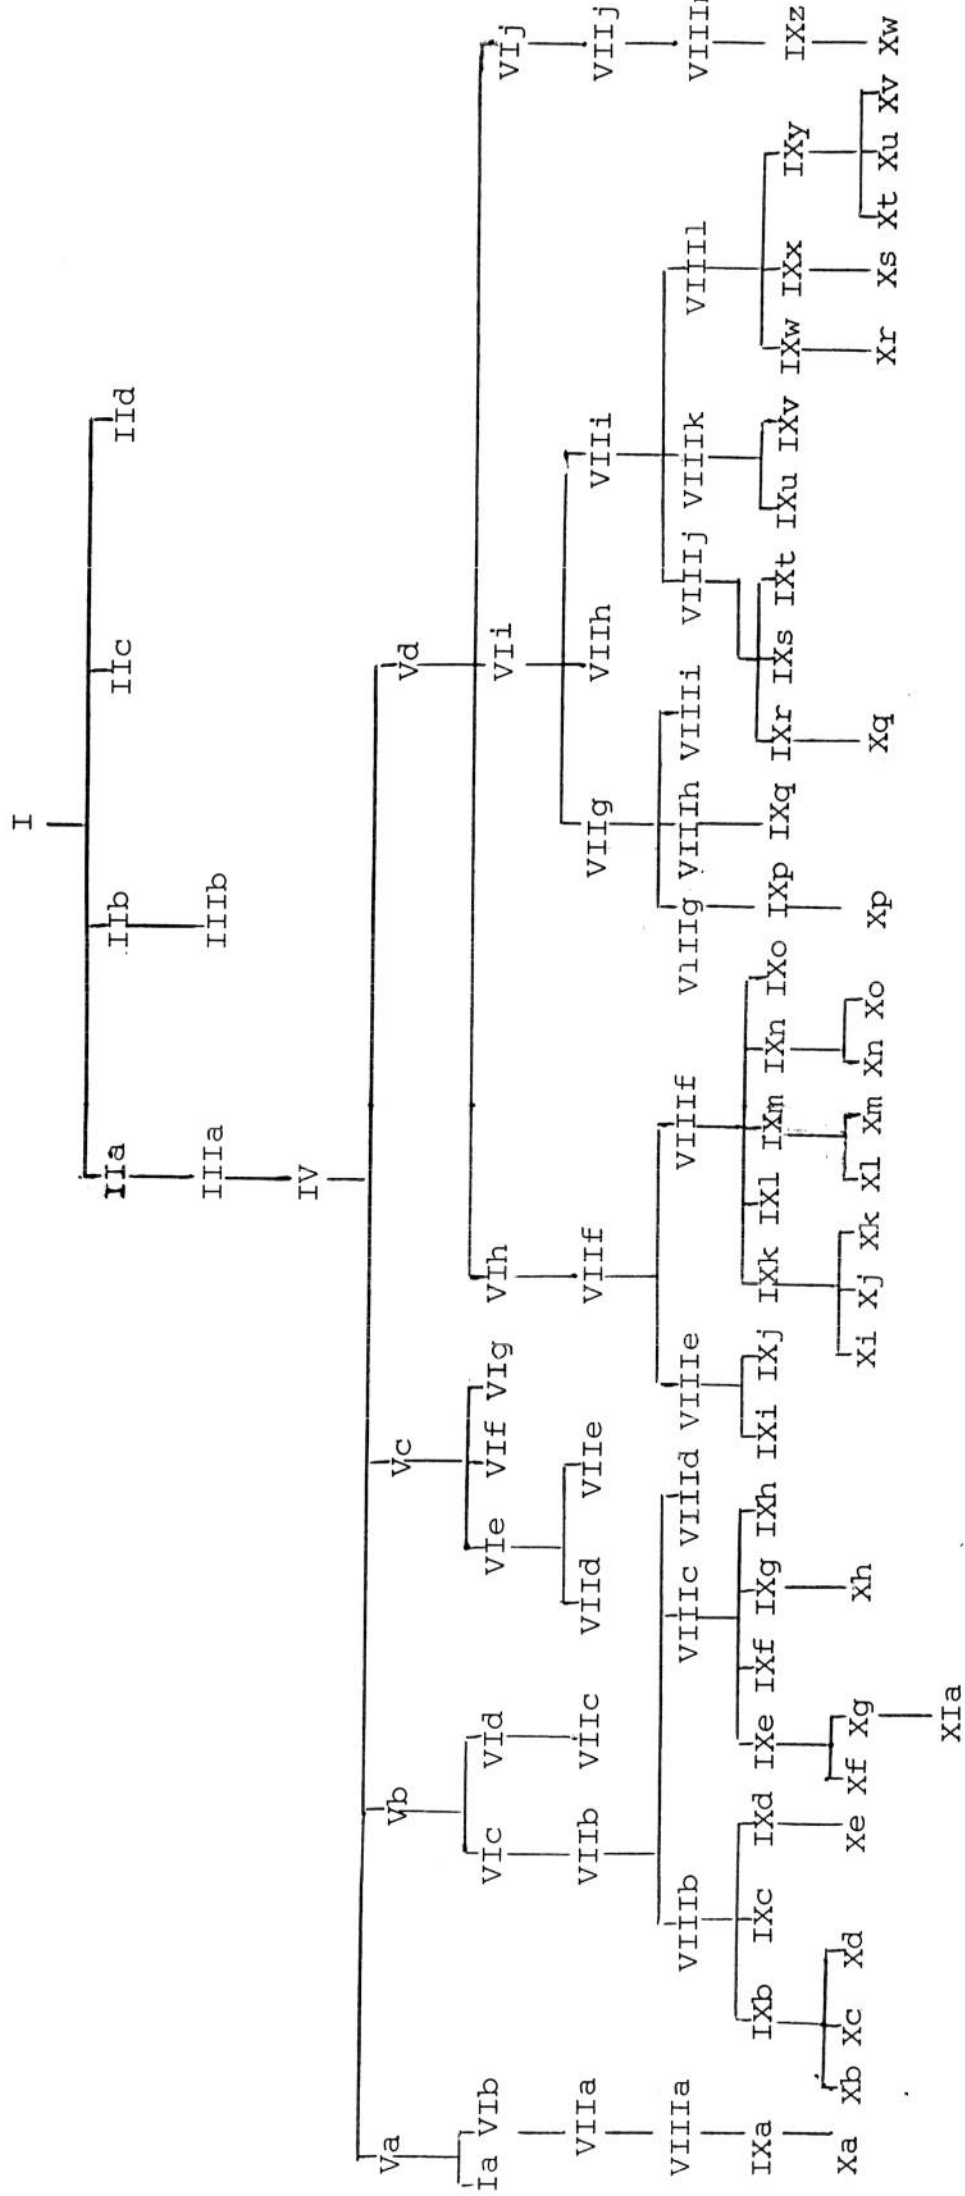 I
IIa IIb IIc IId
IIIa IIIb
IV
Va Vb Vc Vd
Ia VIb VIc VId VIe VIf VIg VIh VIi VIj
VIIa VIIb VIIc VIId VIIe VIIf VIIg VIIh VIIi VIIj
VIIIa VIIIb VIIIc VIIId VIIIe VIIIf VIIIg VIIIh VIIIi VIIIj VIIIk VIIIl
IXa IXb IXc IXd IXe IXf IXg IXh IXi IXj IXk IXl IXm IXn IXo IXp IXq IXr IXs IXt IXu IXv IXw IXx IXy IXz
Xa Xb Xc Xd Xe Xf Xg Xh Xi Xj Xk Xl Xm Xn Xo Xp Xq Xr Xs Xt Xu Xv Xw
XIa